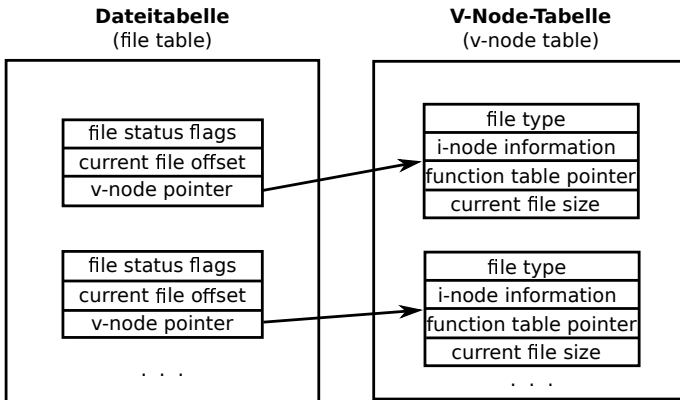 Dateitabelle
(file table)
file status flags
current file offset
v-node pointer
file status flags
current file offset
v-node pointer
. . .
V-Node-Tabelle
(v-node table)
file type
i-node information
function table pointer
current file size
file type
i-node information
function table pointer
current file size
. . .